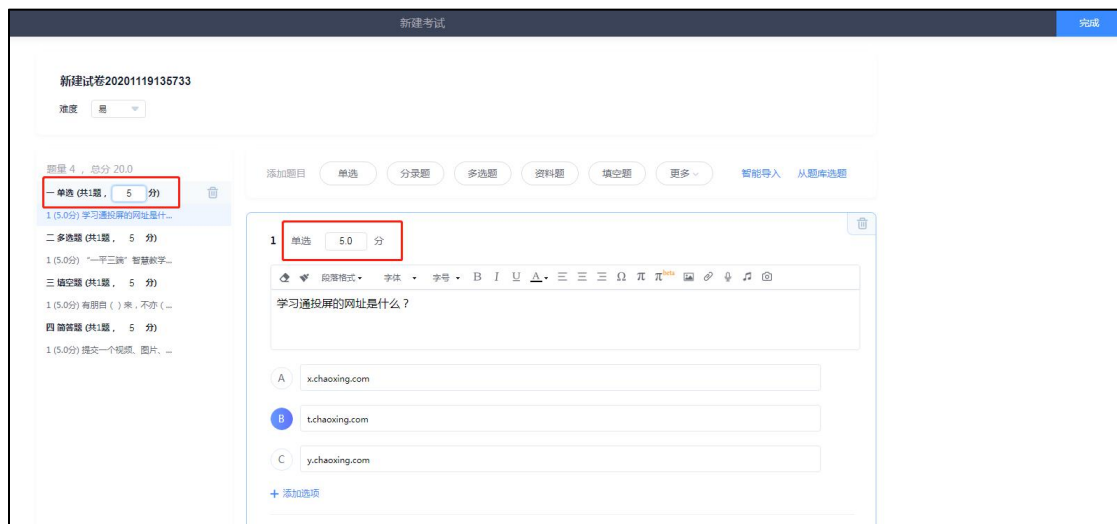 新建考试
完成
新建试卷20201119135733
难度 易
题量 4 , 总分 20.0
一 单选 (共1题, 5 分)
1 (5.0分) 学习通投屏的网址是什...
二 多选题 (共1题, 5 分)
1 (5.0分) “一平三端”智慧教学...
三 填空题 (共1题, 5 分)
1 (5.0分) 有朋自 ( ) 来 , 不亦 (...
四 简答题 (共1题, 5 分)
1 (5.0分) 提交一个视频、图片、...
添加题目 单选 分录题 多选题 资料题 填空题 更多 智能导入 从题库选题
1 单选 5.0 分
段落格式 字体 字号 B I U A Ω π π beta
学习通投屏的网址是什么？
A x.chaoxing.com
B t.chaoxing.com
C y.chaoxing.com
+ 添加选项